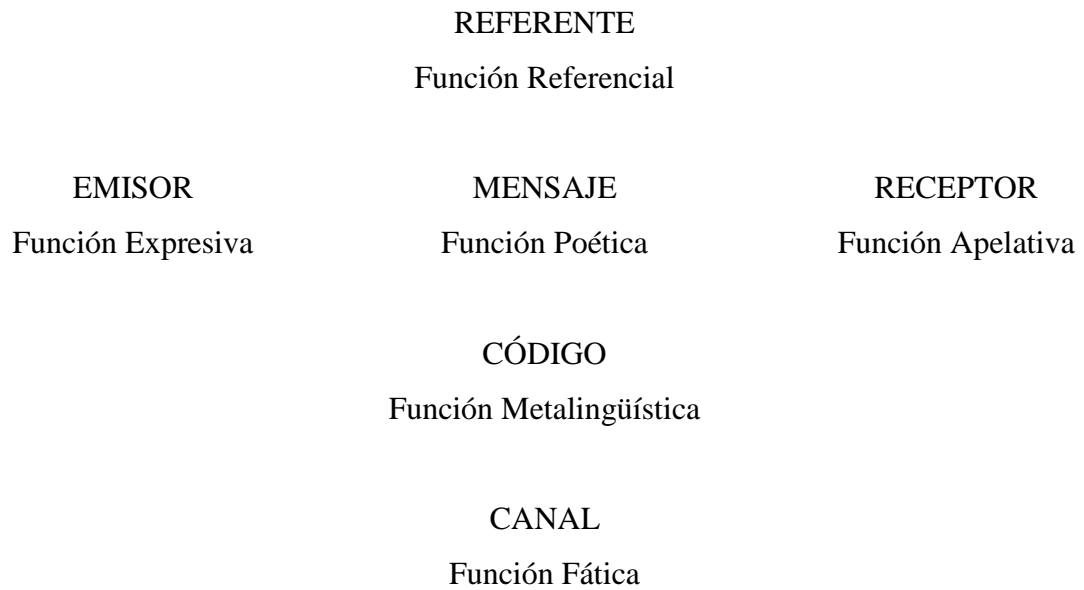 REFERENTE
Función Referencial
EMISOR MENSAJE RECEPTOR
Función Expresiva Función Poética Función Apelativa
CÓDIGO
Función Metalingüística
CANAL
Función Fática